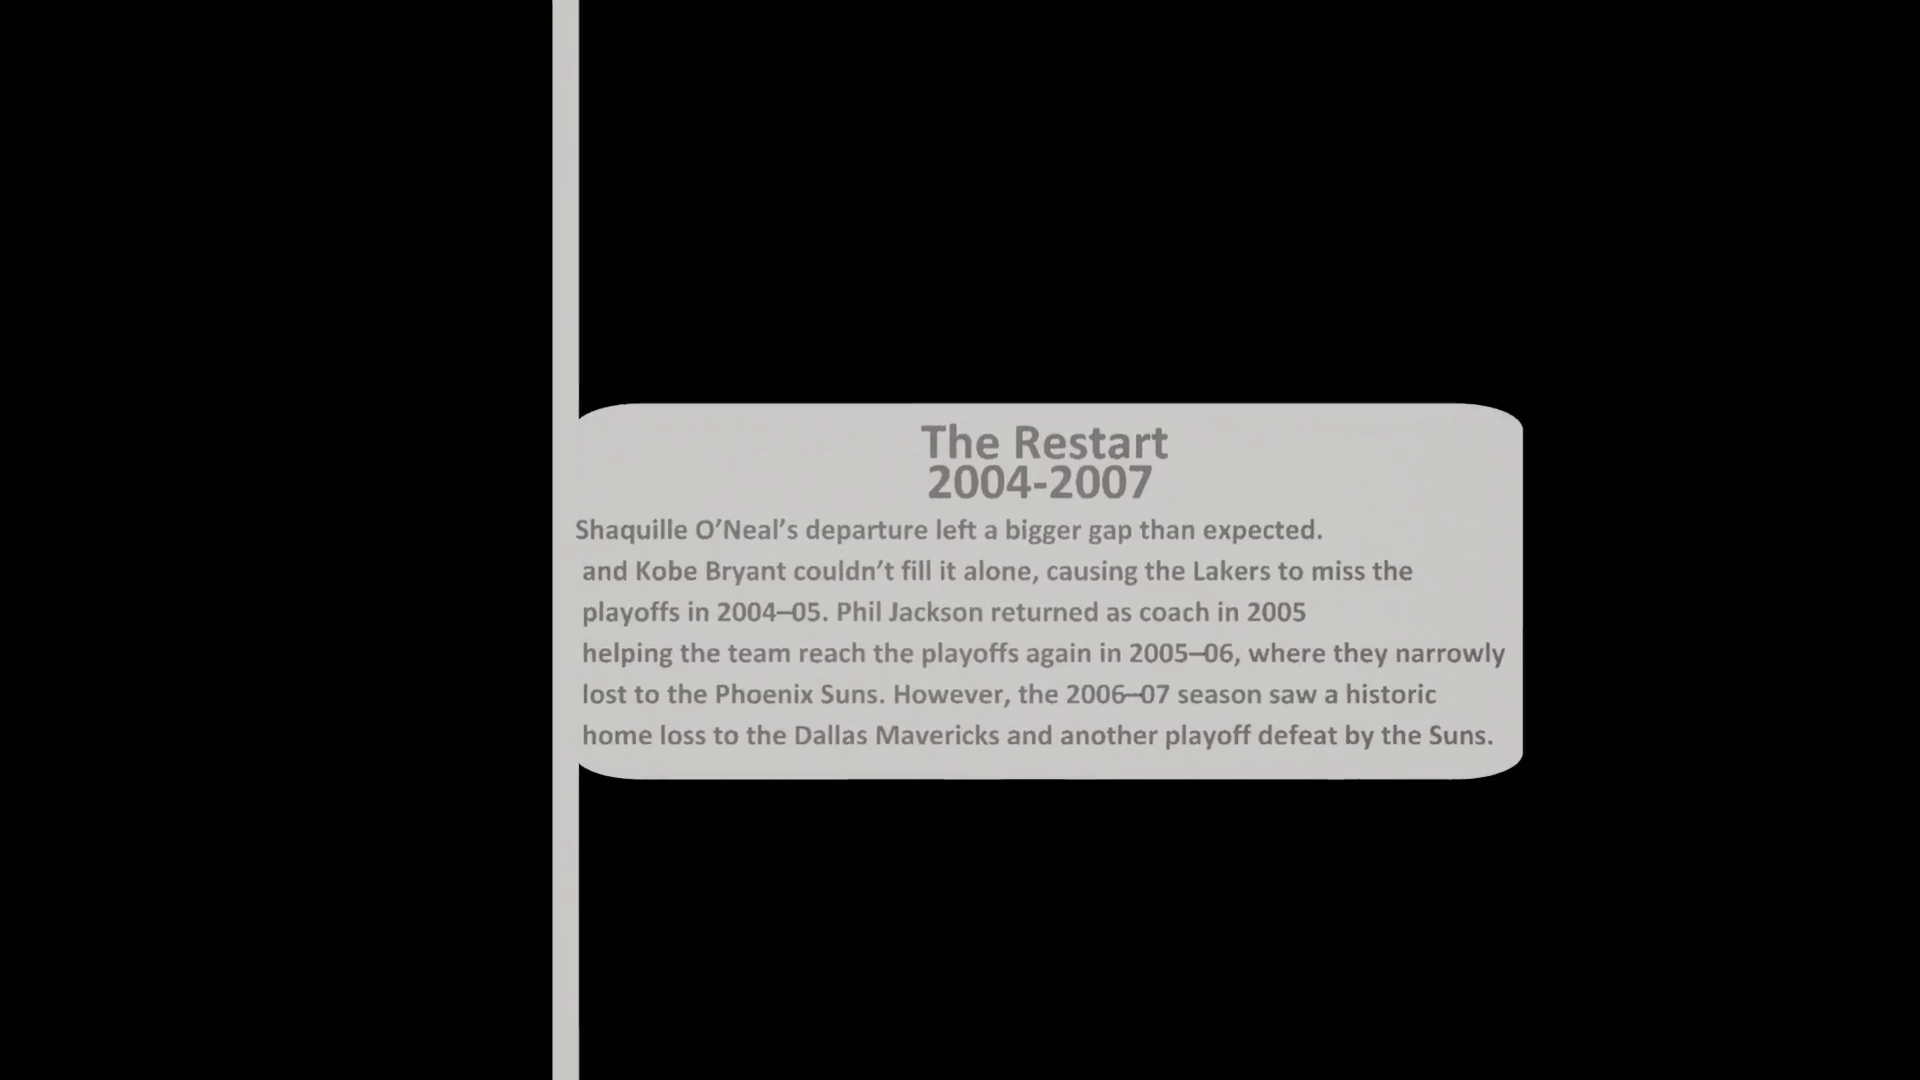 The Restart
2004-2007
Shaquille O’Neal’s departure left a bigger gap than expected.
and Kobe Bryant couldn’t fill it alone, causing the Lakers to miss the
playoffs in 2004–05. Phil Jackson returned as coach in 2005
helping the team reach the playoffs again in 2005–06, where they narrowly
lost to the Phoenix Suns. However, the 2006–07 season saw a historic
home loss to the Dallas Mavericks and another playoff defeat by the Suns.